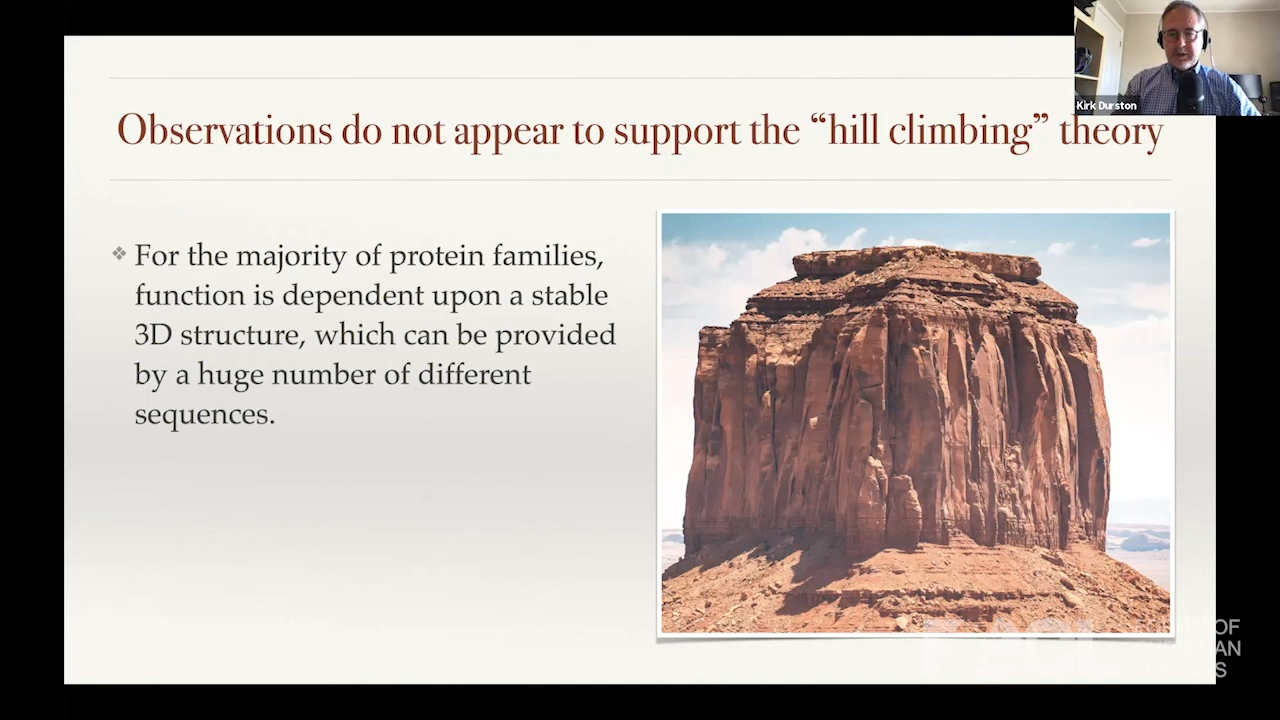 Kirk Durston
Observations do not appear to support the “hill climbing” theory
For the majority of protein families,
function is dependent upon a stable
3D structure, which can be provided
by a huge number of different
sequences.
OF